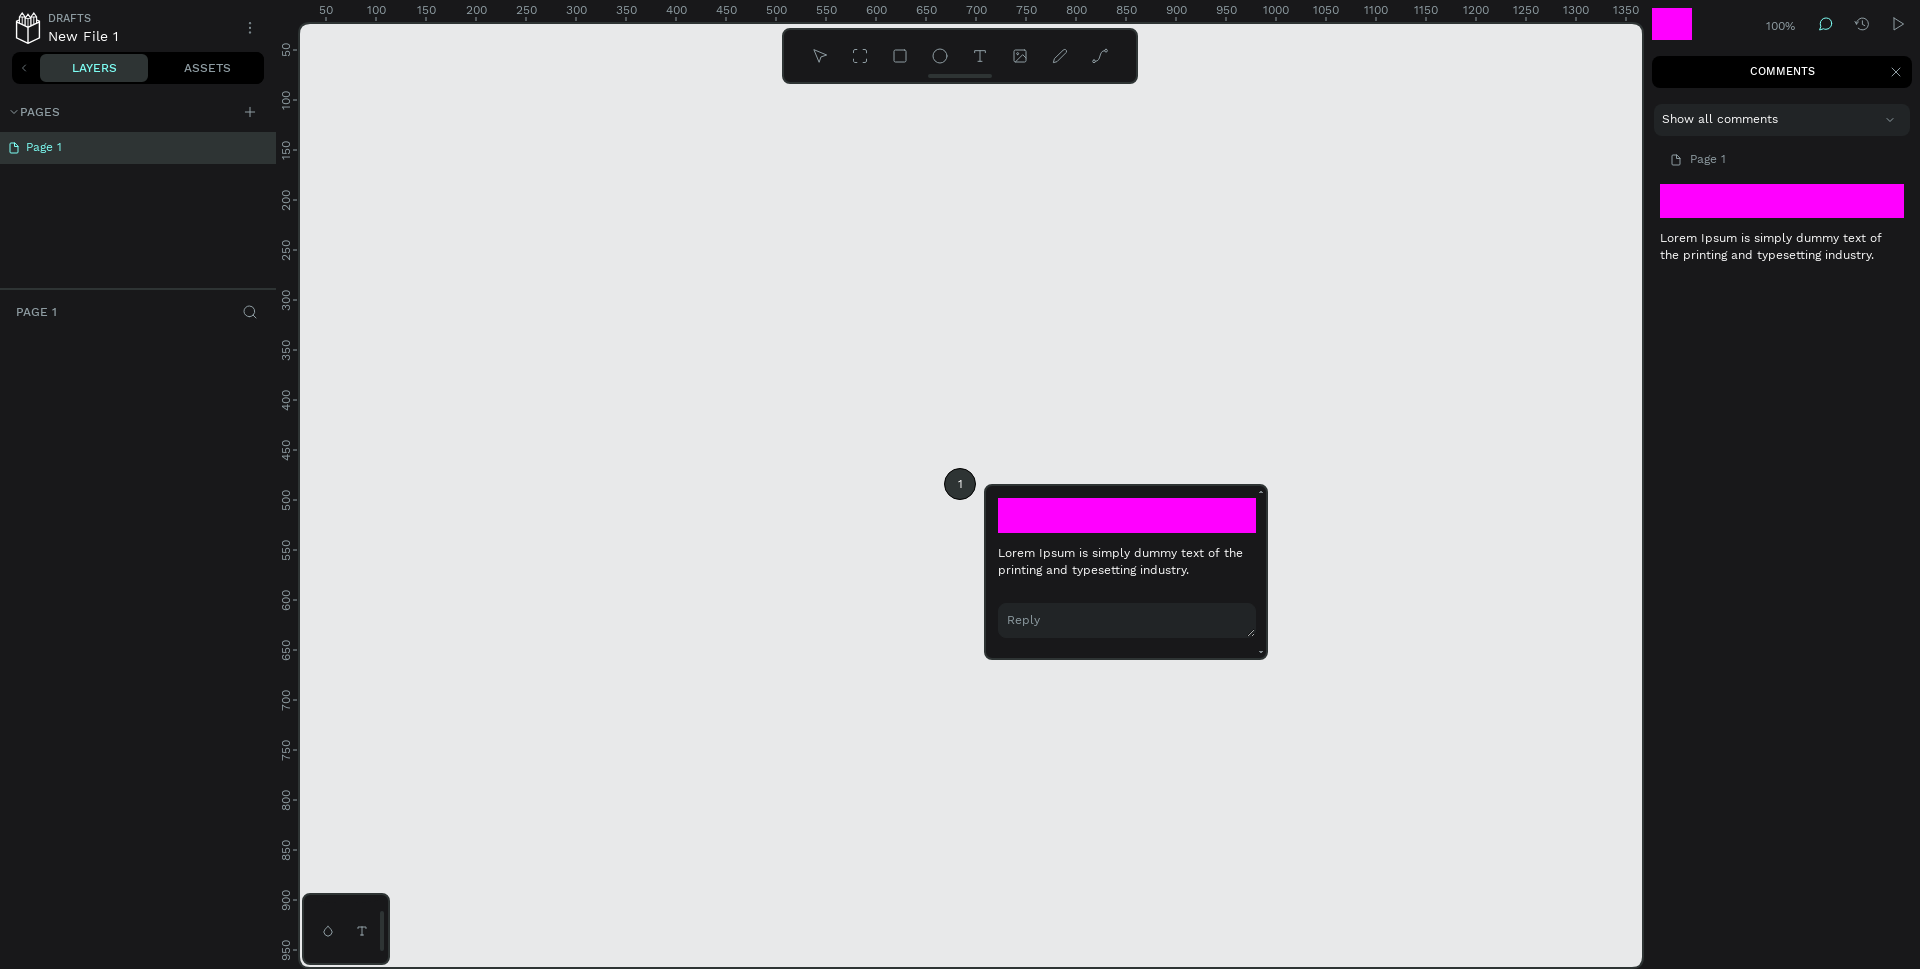 DRAFTS
New File 1
LAYERS
ASSETS
PAGES
Page 1
PAGE 1
50 100 150 200 250 300 350 400 450 500 550 600 650 700 750 800 850 900 950 1000 1050 1100 1150 1200 1250 1300 1350
50
100
150
200
250
300
350
400
450
500
550
600
650
700
750
800
850
900
950
1
Lorem Ipsum is simply dummy text of the
printing and typesetting industry.
Reply
100%
COMMENTS
Show all comments
Page 1
Lorem Ipsum is simply dummy text of
the printing and typesetting industry.